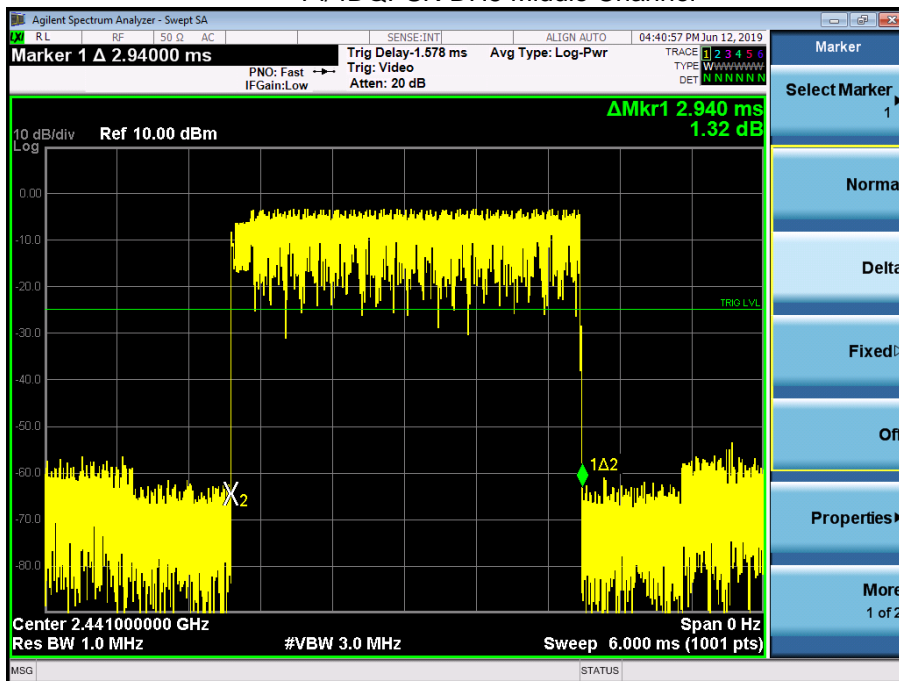 Agilent Spectrum Analyzer - Swept SA
LXI RL RF 50 Ω AC SENSE:INT ALIGN AUTO 04:40:57 PM Jun 12, 2019
Marker 1 Δ 2.94000 ms
Trig Delay-1.578 ms Avg Type: Log-Pwr TRACE 1 2 3 4 5 6
PNO: Fast Trig: Video TYPE WWWWWW
IFGain:Low Atten: 20 dB DET N N N N N N
ΔMkr1 2.940 ms
1.32 dB
10 dB/div Ref 10.00 dBm
Log
0.00
-10.0
-20.0
TRIG LVL
-30.0
-40.0
-50.0
-60.0
1Δ2
X2
-70.0
-80.0
Center 2.441000000 GHz Span 0 Hz
Res BW 1.0 MHz #VBW 3.0 MHz Sweep 6.000 ms (1001 pts)
MSG STATUS
Marker
Select Marker
1
Norma
Delta
Fixed
Off
Properties
More
1 of 2